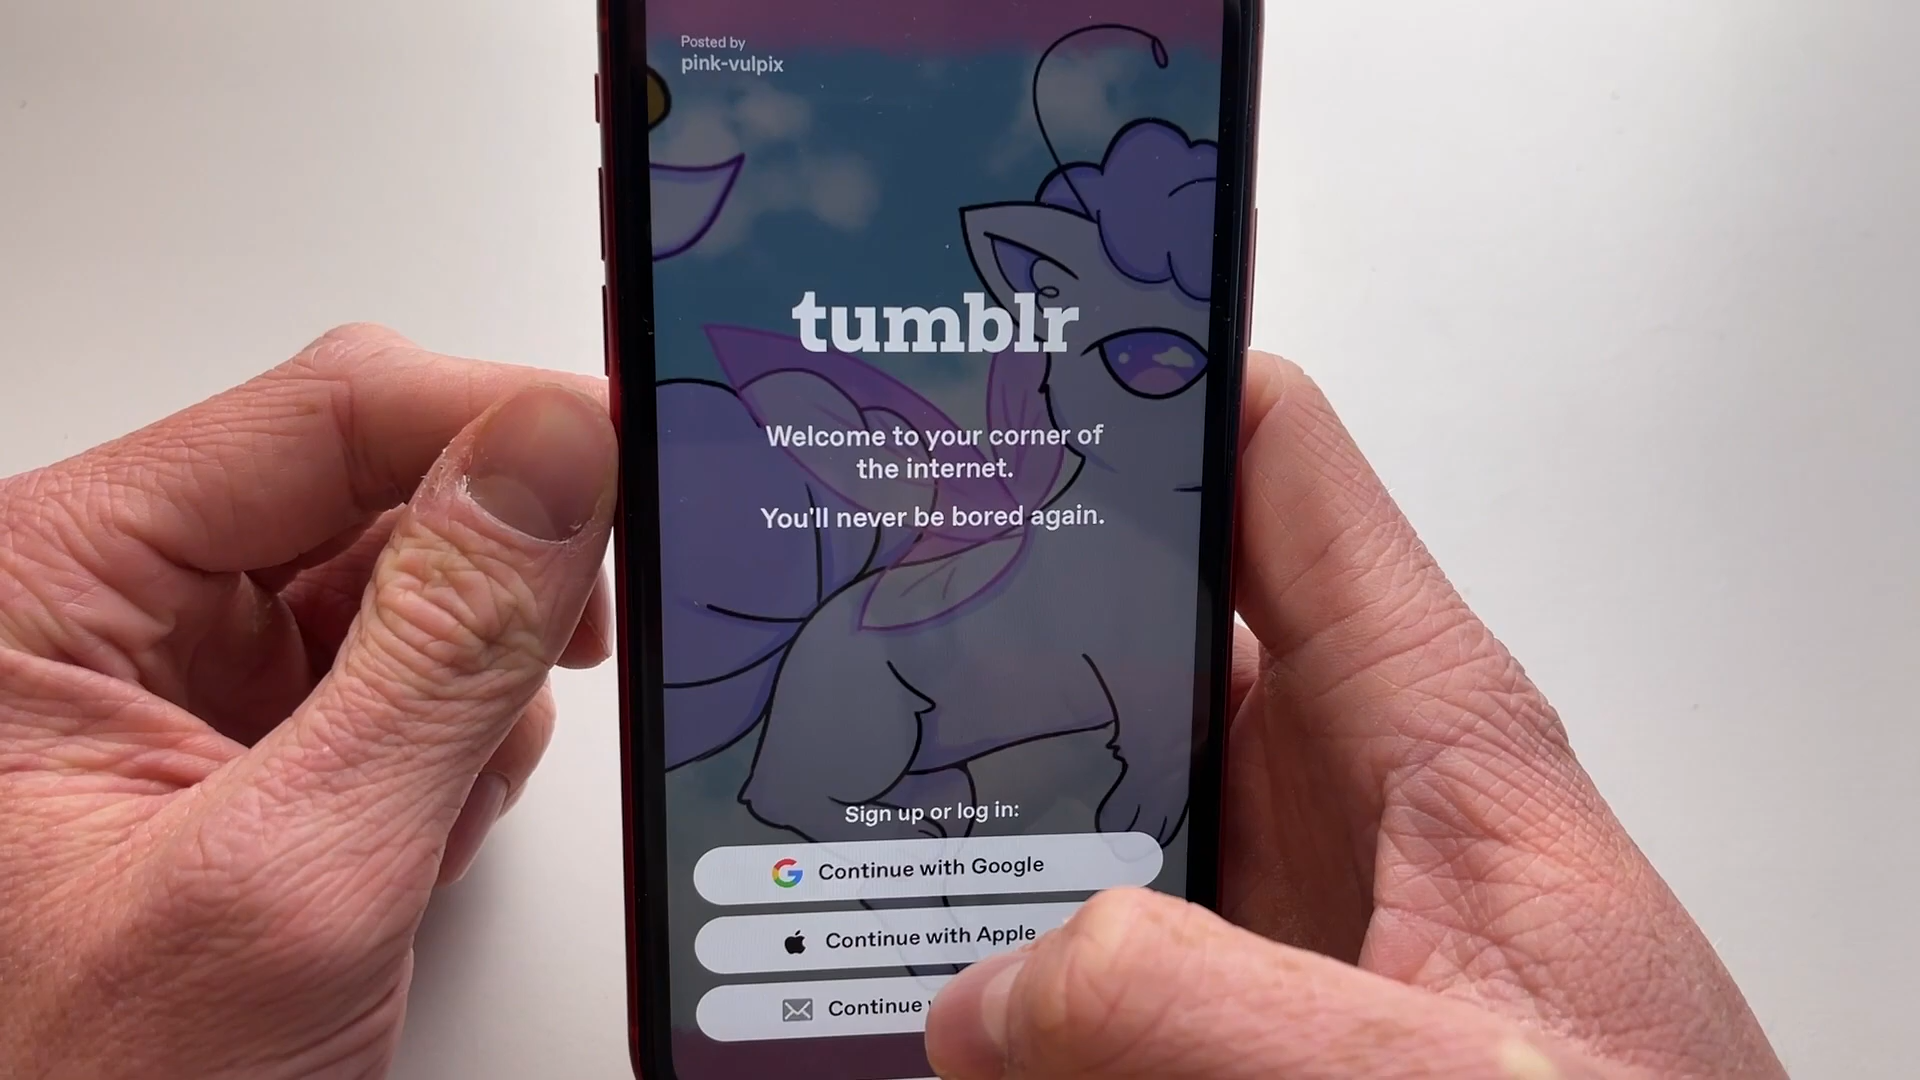 Posted by
pink-vulpix
tumblr
Welcome to your corner of
the internet.
You'll never be bored again.
Sign up or log in:
Continue with Google
Continue with Apple
Continue